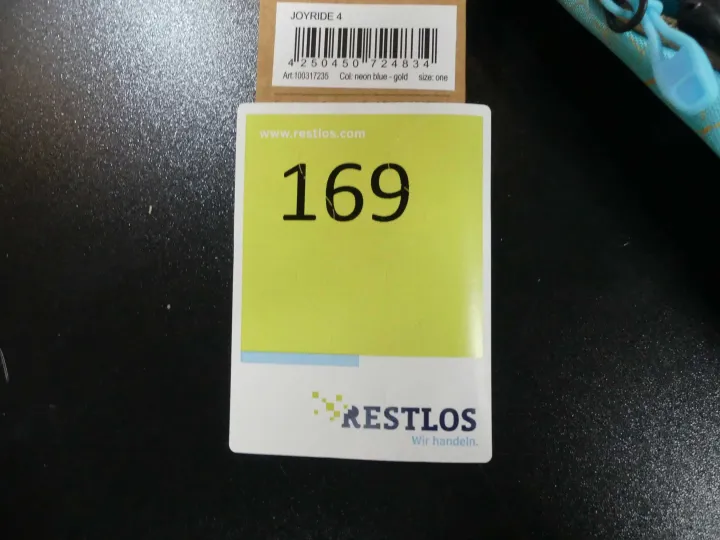 JOYRIDE 4
4 250450 724834
Art:100317235 Col: neon blue - gold size: one
www.restlos.com
169
RESTLOS
Wir handeln.